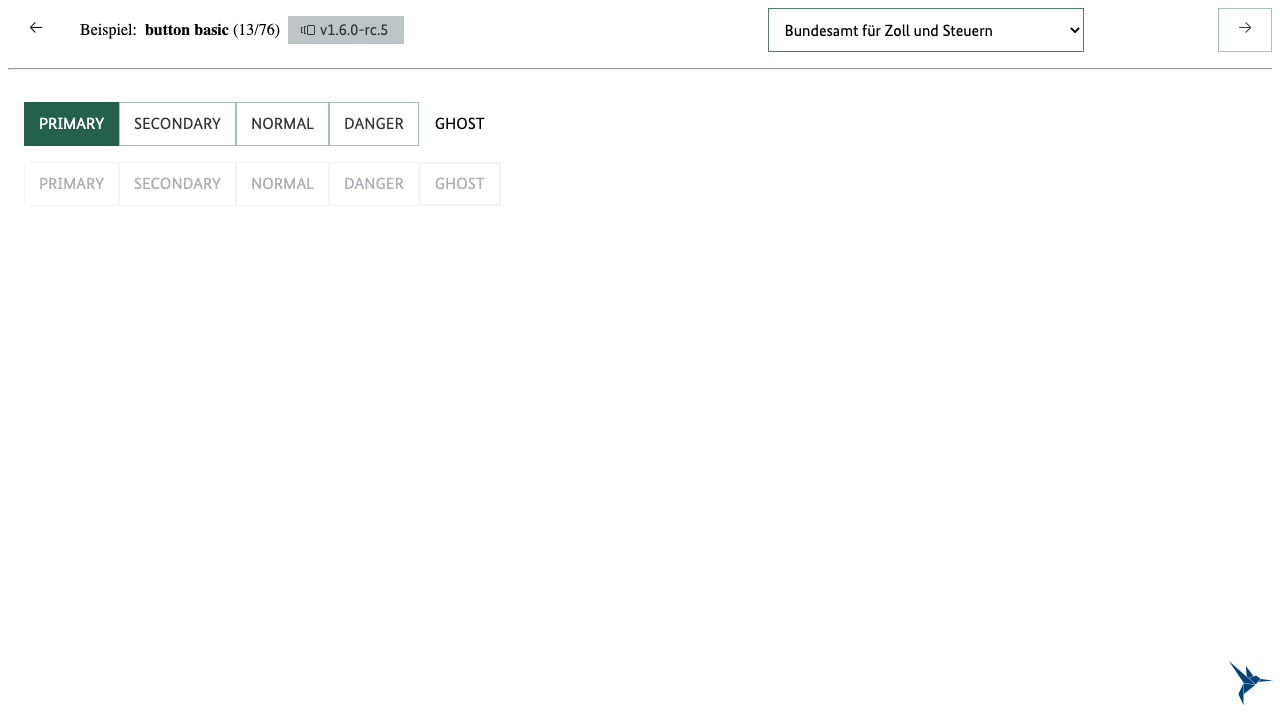 Beispiel: button basic (13/76) v1.6.0-rc.5 Bundesamt für Zoll und Steuern
PRIMARY SECONDARY NORMAL DANGER GHOST
PRIMARY SECONDARY NORMAL DANGER GHOST